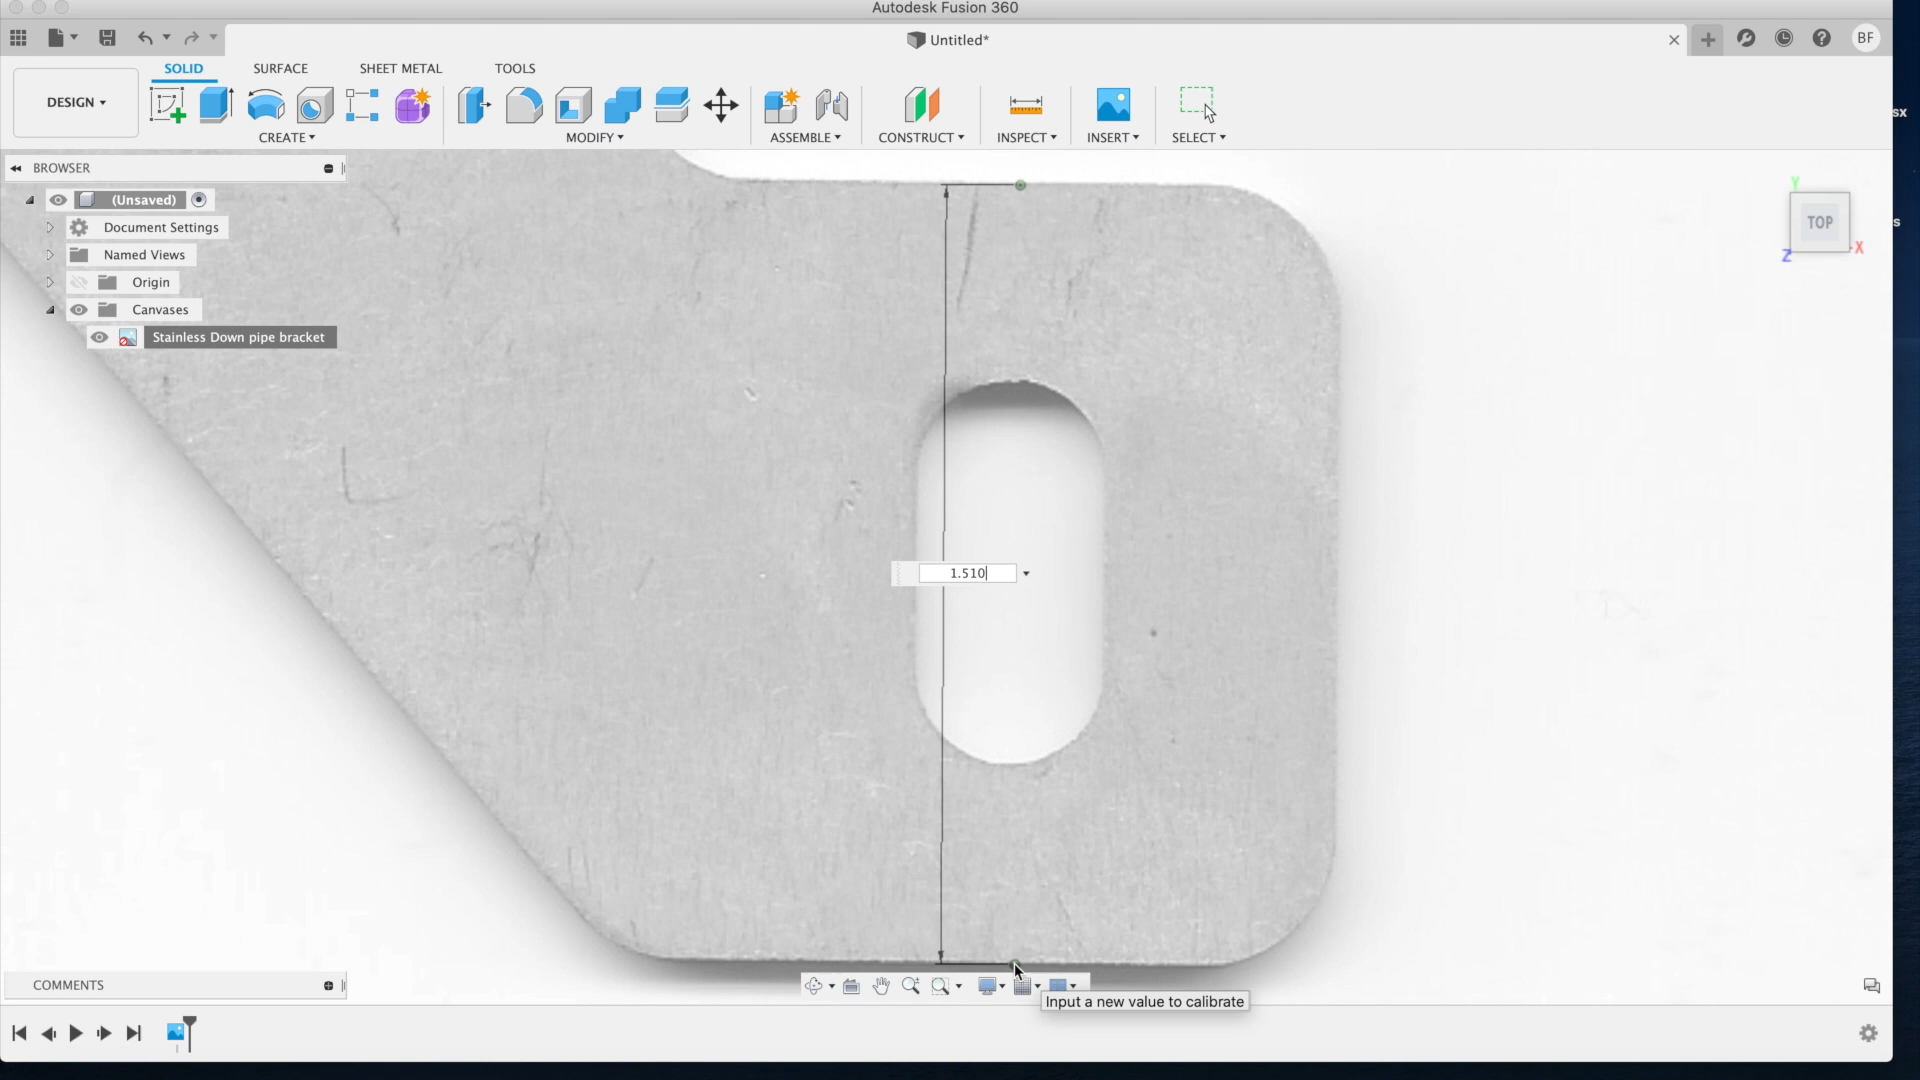 Autodesk Fusion 360
Untitled*
BF
SOLID SURFACE SHEET METAL TOOLS
DESIGN
CREATE MODIFY ASSEMBLE CONSTRUCT INSPECT INSERT SELECT
sx
BROWSER
(Unsaved)
Document Settings
Named Views
Origin
Canvases
Stainless Down pipe bracket
Y
TOP
Z
X
s
1.510
COMMENTS
Input a new value to calibrate